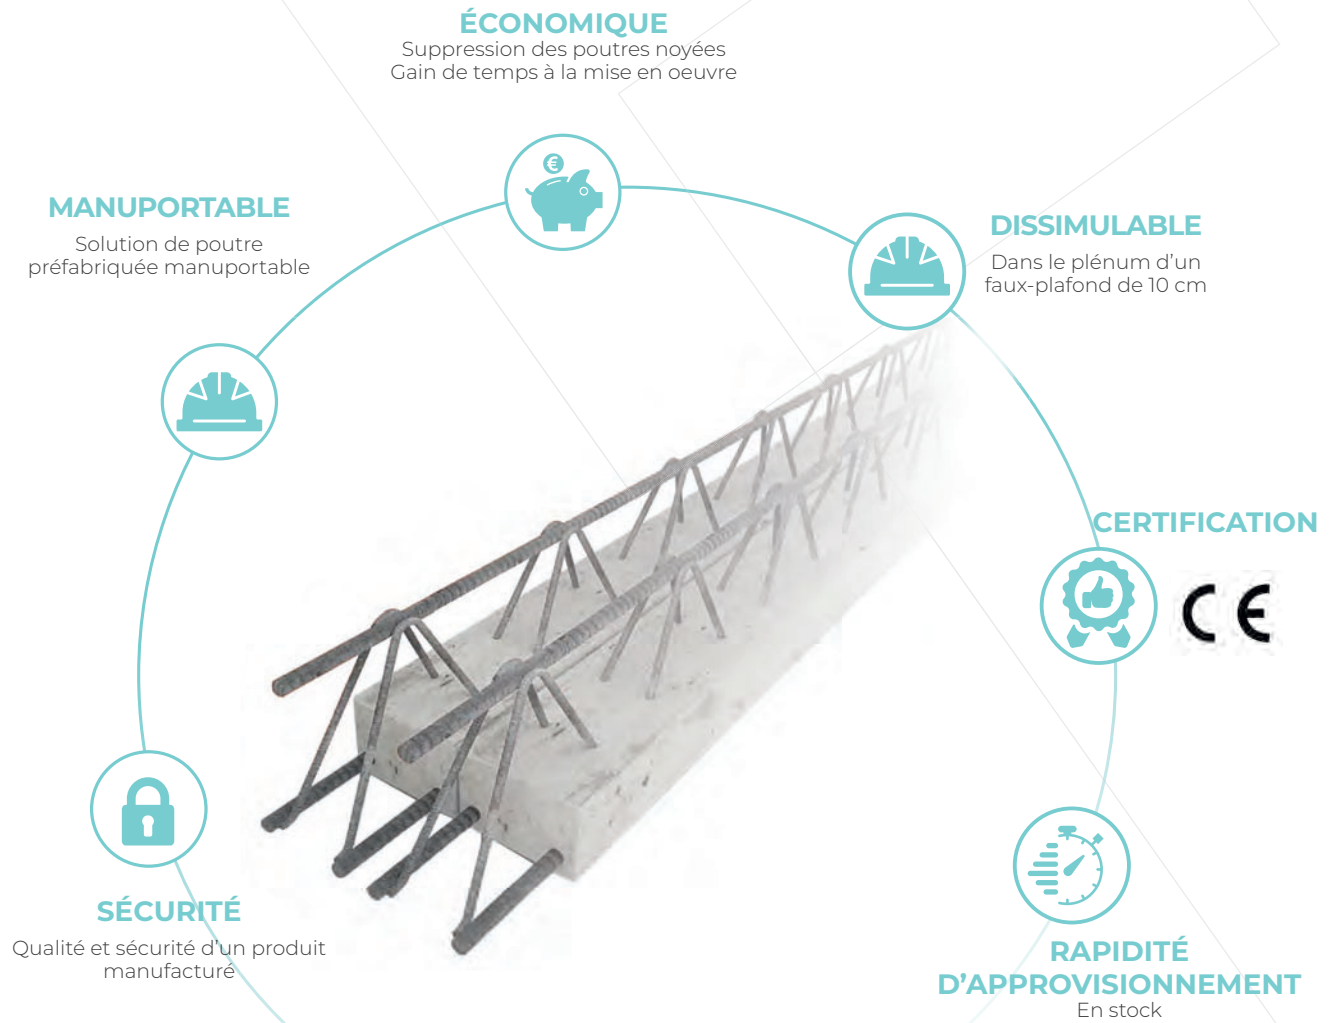 ÉCONOMIQUE
Suppression des poutres noyées
Gain de temps à la mise en oeuvre
€
MANUPORTABLE
Solution de poutre
préfabriquée manuportable
DISSIMULABLE
Dans le plénum d’un
faux-plafond de 10 cm
CERTIFICATION
CE
SÉCURITÉ
Qualité et sécurité d’un produit
manufacturé
RAPIDITÉ
D’APPROVISIONNEMENT
En stock